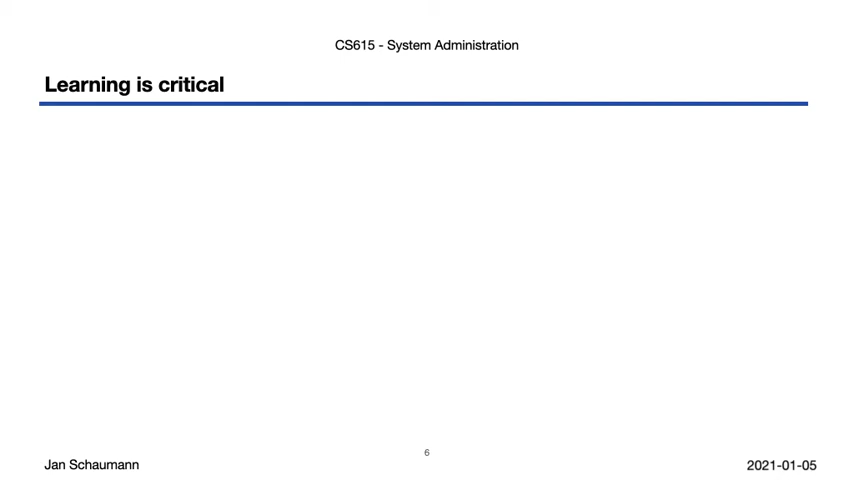 CS615 - System Administration
Learning is critical
6
Jan Schaumann
2021-01-05